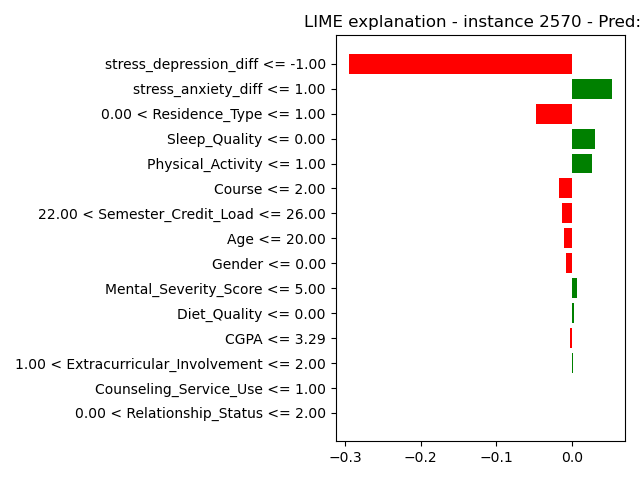 LIME explanation - instance 2570 - Pred:
stress_depression_diff <= -1.00
stress_anxiety_diff <= 1.00
0.00 < Residence_Type <= 1.00
Sleep_Quality <= 0.00
Physical_Activity <= 1.00
Course <= 2.00
22.00 < Semester_Credit_Load <= 26.00
Age <= 20.00
Gender <= 0.00
Mental_Severity_Score <= 5.00
Diet_Quality <= 0.00
CGPA <= 3.29
1.00 < Extracurricular_Involvement <= 2.00
Counseling_Service_Use <= 1.00
0.00 < Relationship_Status <= 2.00
−0.3 −0.2 −0.1 0.0